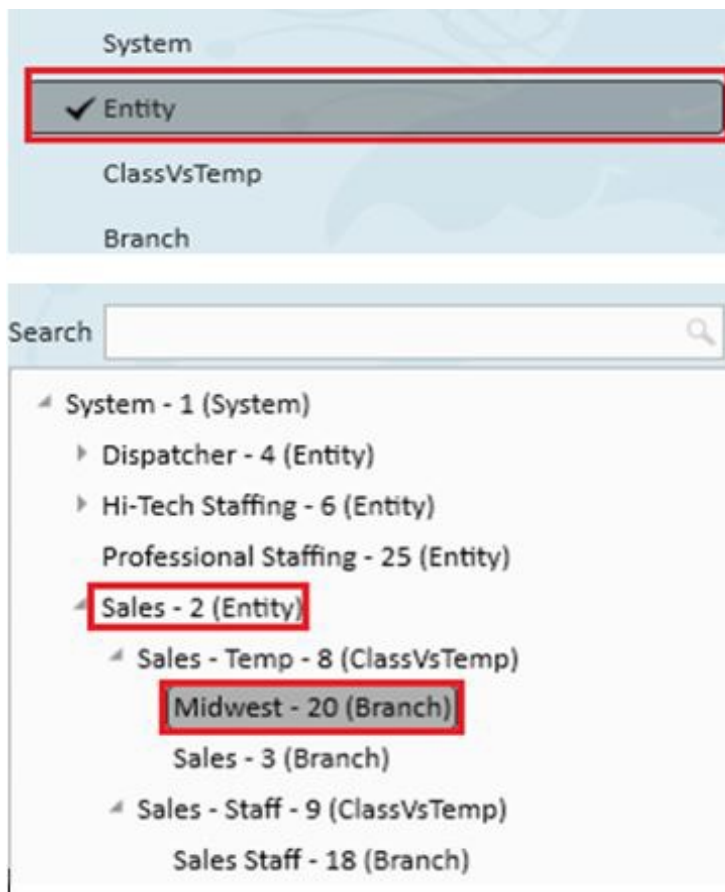 System
Entity
ClassVsTemp
Branch
Search
System - 1 (System)
Dispatcher - 4 (Entity)
Hi-Tech Staffing - 6 (Entity)
Professional Staffing - 25 (Entity)
Sales - 2 (Entity)
Sales - Temp - 8 (ClassVsTemp)
Midwest - 20 (Branch)
Sales - 3 (Branch)
Sales - Staff - 9 (ClassVsTemp)
Sales Staff - 18 (Branch)